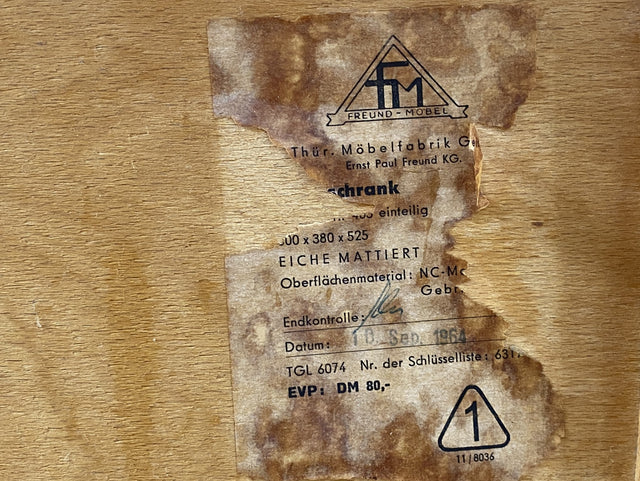 FM
FREUND - MÖBEL
Thür. Möbelfabrik
Ernst Paul Freund KG.
schrank
einteilig
00 x 380 x 525
EICHE MATTIERT
Oberflächenmaterial: NC-M
Gebr.
Endkontrolle:
Datum: 10. Sep. 1964
TGL 6074 Nr. der Schlüsselliste: 631
EVP: DM 80,-
1
11/8036